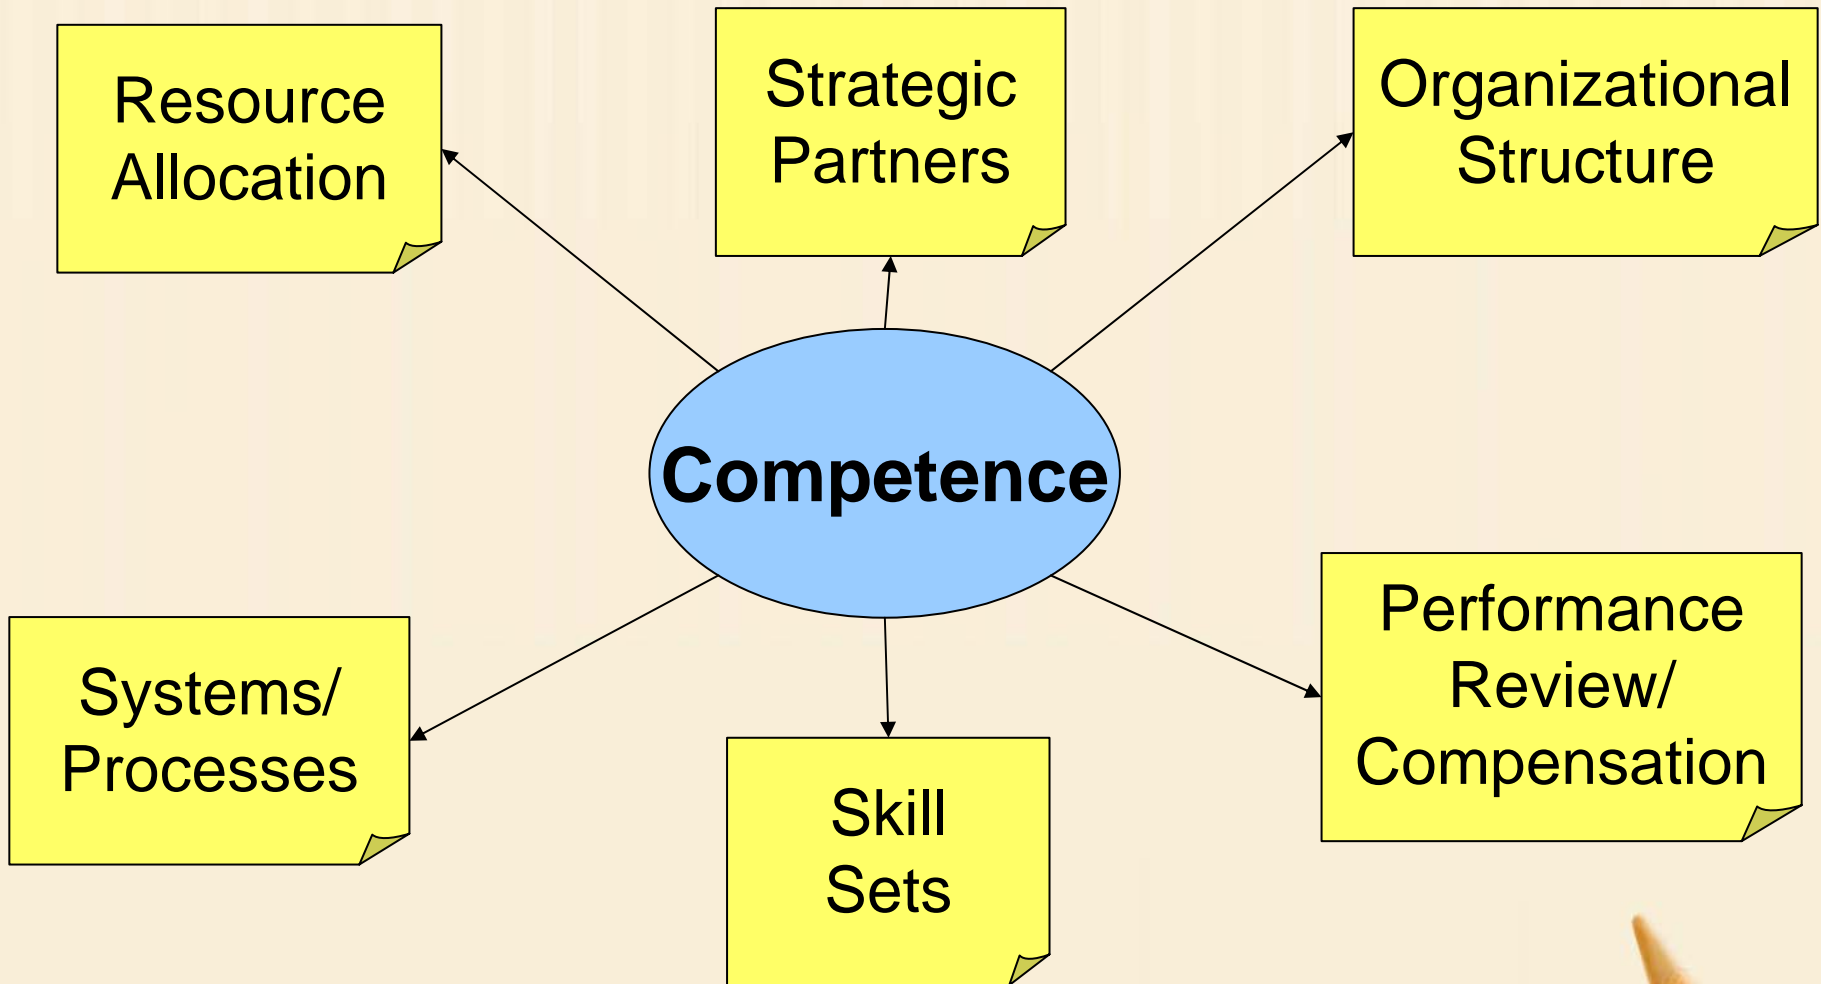 Resource
Allocation
Strategic
Partners
Organizational
Structure
Competence
Systems/
Processes
Skill
Sets
Performance
Review/
Compensation